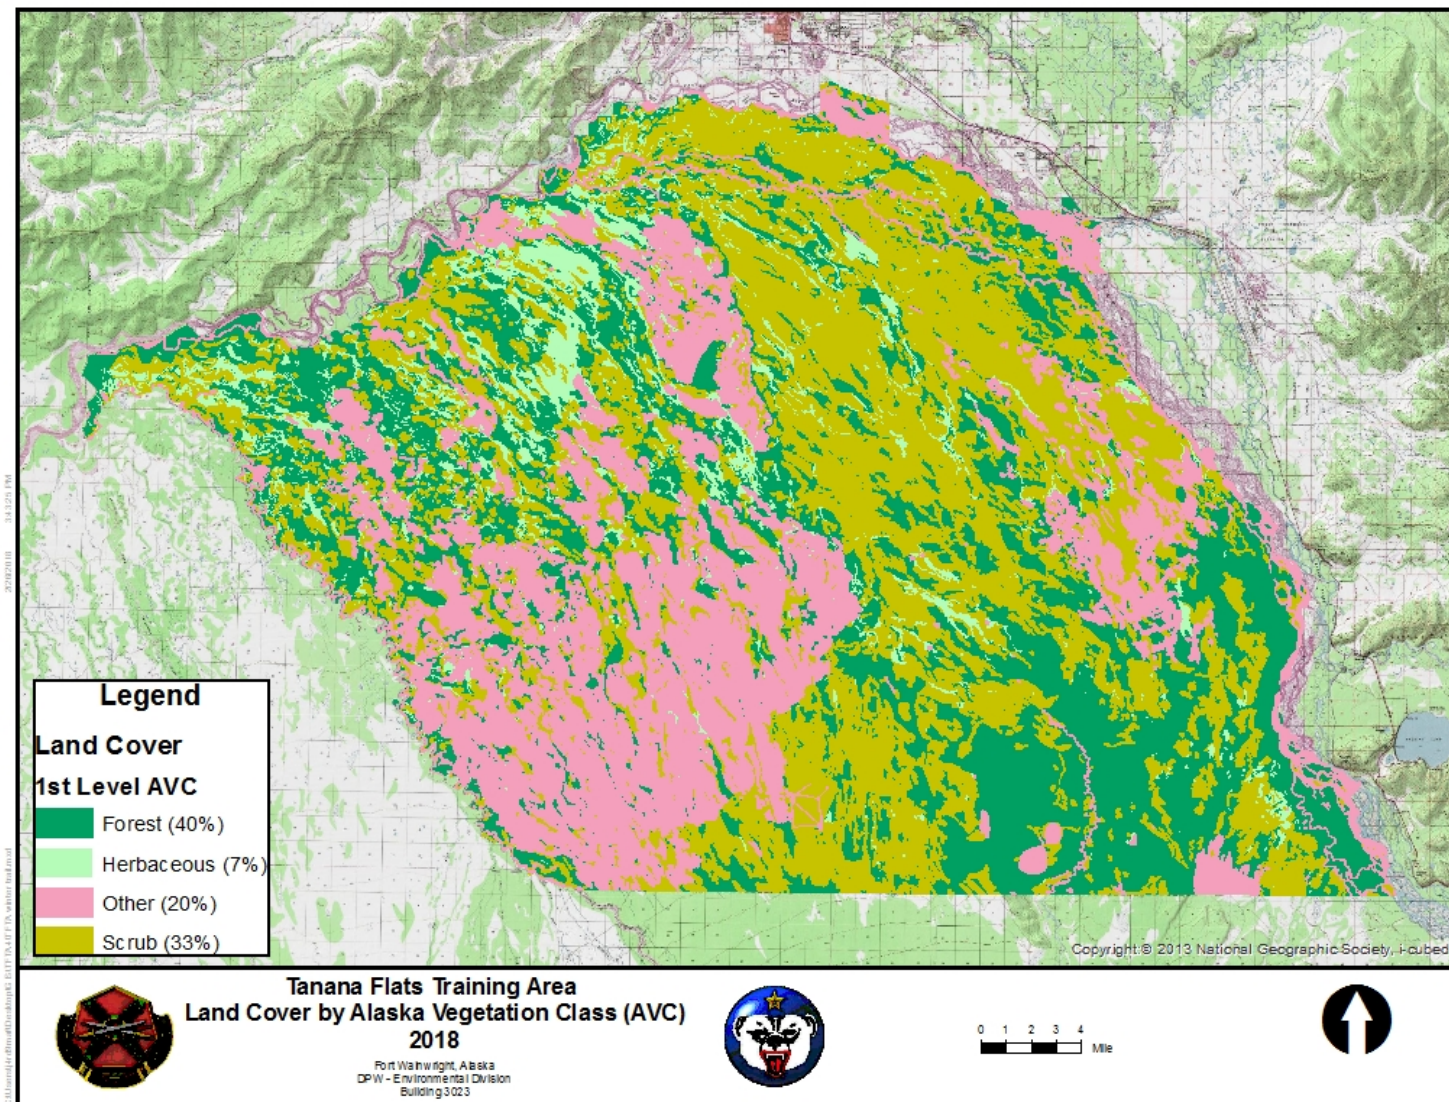 Legend
Land Cover
1st Level AVC
Forest (40%)
Herbaceous (7%)
Other (20%)
Scrub (33%)
Copyright:© 2013 National Geographic Society, i-cubed
Tanana Flats Training Area
Land Cover by Alaska Vegetation Class (AVC)
2018
Fort Wainwright, Alaska
DPW - Environmental Division
Building 3023
0 1 2 3 4
Mile